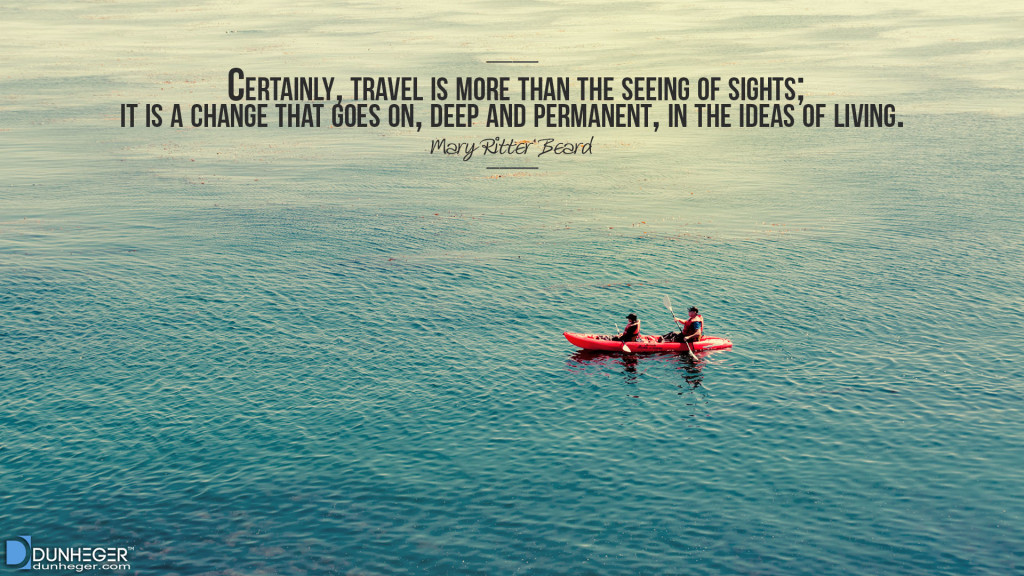 Certainly, travel is more than the seeing of sights;
it is a change that goes on, deep and permanent, in the ideas of living.
Mary Ritter Beard
DUNHEGER™
dunheger.com